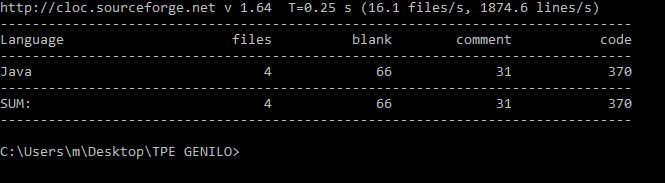 http://cloc.sourceforge.net v 1.64  T=0.25 s (16.1 files/s, 1874.6 lines/s)
-------------------------------------------------------------------------------
Language                     files          blank        comment           code
-------------------------------------------------------------------------------
Java                             4             66             31            370
-------------------------------------------------------------------------------
SUM:                             4             66             31            370
-------------------------------------------------------------------------------
C:\Users\m\Desktop\TPE GENILO>